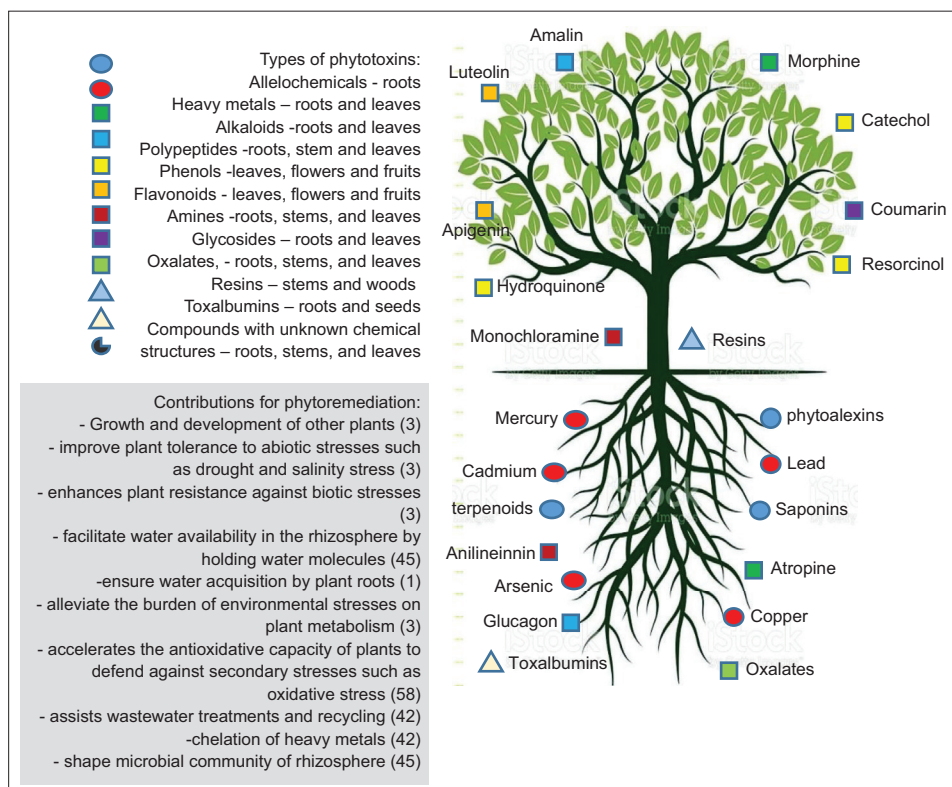 Types of phytotoxins:
Allelochemicals - roots
Heavy metals – roots and leaves
Alkaloids -roots and leaves
Polypeptides -roots, stem and leaves
Phenols -leaves, flowers and fruits
Flavonoids - leaves, flowers and fruits
Amines -roots, stems, and leaves
Glycosides – roots and leaves
Oxalates, - roots, stems, and leaves
Resins – stems and woods
Toxalbumins – roots and seeds
Compounds with unknown chemical
structures – roots, stems, and leaves
Contributions for phytoremediation:
- Growth and development of other plants (3)
- improve plant tolerance to abiotic stresses such
as drought and salinity stress (3)
- enhances plant resistance against biotic stresses
(3)
- facilitate water availability in the rhizosphere by
holding water molecules (45)
-ensure water acquisition by plant roots (1)
- alleviate the burden of environmental stresses on
plant metabolism (3)
- accelerates the antioxidative capacity of plants to
defend against secondary stresses such as
oxidative stress (58)
- assists wastewater treatments and recycling (42)
-chelation of heavy metals (42)
- shape microbial community of rhizosphere (45)
Amalin
Morphine
Luteolin
Catechol
Apigenin
Coumarin
Resorcinol
Hydroquinone
Monochloramine
Resins
Mercury
phytoalexins
Cadmium
Lead
terpenoids
Saponins
Anilineinnin
Atropine
Arsenic
Copper
Glucagon
Toxalbumins
Oxalates
iStock
iStock
iStock
iStock